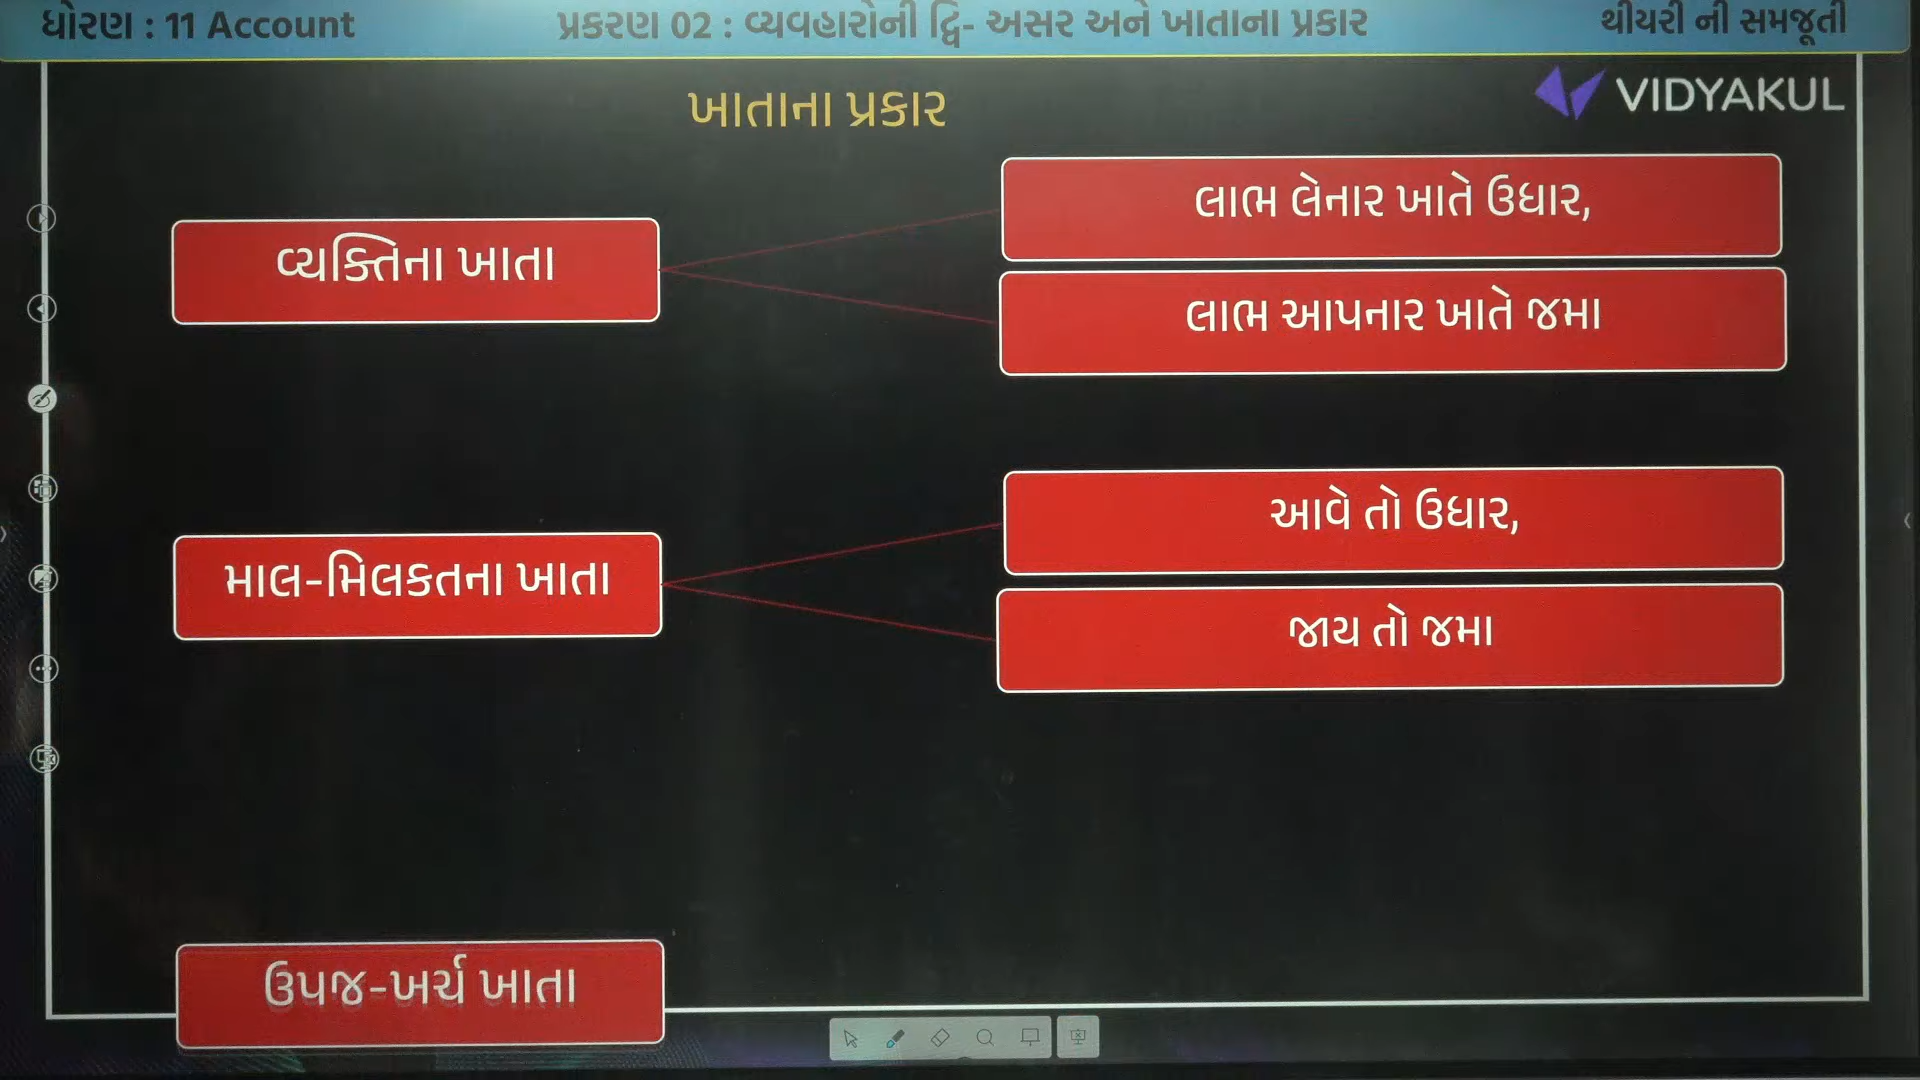 ધોરણ : 11 Account
પ્રકરણ 02 : વ્યવહારોની દ્વિ- અસર અને ખાતાના પ્રકાર
થીયરી ની સમજૂતી
VIDYAKUL
ખાતાના પ્રકાર
વ્યક્તિના ખાતા
લાભ લેનાર ખાતે ઉધાર,
લાભ આપનાર ખાતે જમા
માલ-મિલકતના ખાતા
આવે તો ઉધાર,
જાય તો જમા
ઉપજ-ખર્ચ ખાતા